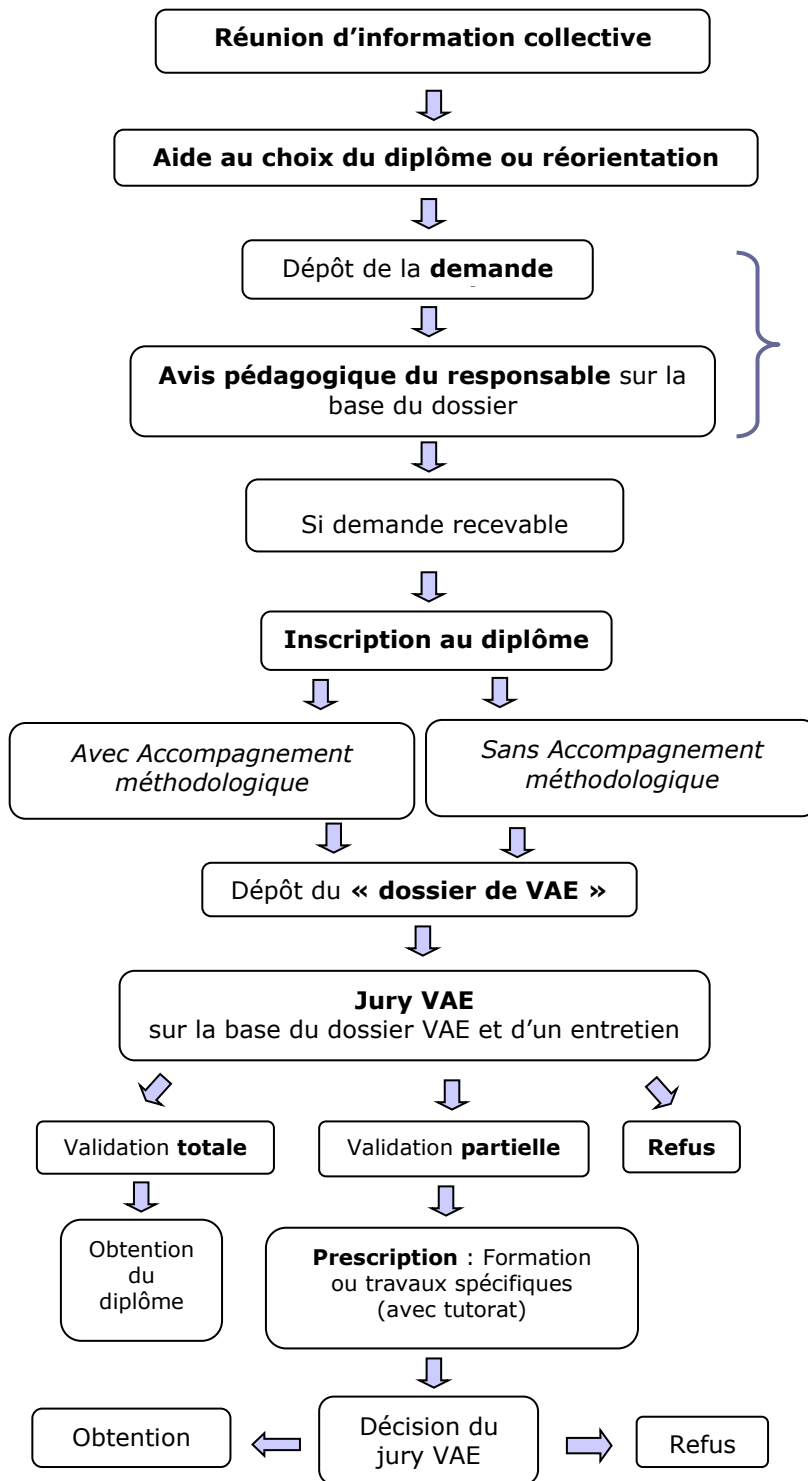 Réunion d’information collective
Aide au choix du diplôme ou réorientation
Dépôt de la demande
Avis pédagogique du responsable sur la
base du dossier
Si demande recevable
Inscription au diplôme
Avec Accompagnement
méthodologique
Sans Accompagnement
méthodologique
Dépôt du « dossier de VAE »
Jury VAE
sur la base du dossier VAE et d’un entretien
Validation totale
Validation partielle
Refus
Obtention
du
diplôme
Prescription : Formation
ou travaux spécifiques
(avec tutorat)
Obtention
Décision du
jury VAE
Refus